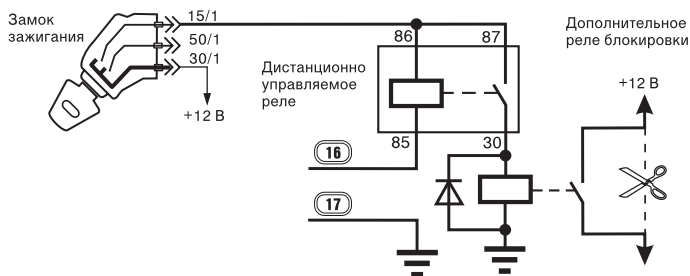 Замок
зажигания
15/1
50/1
30/1
+12 В
86
87
Дистанционно
управляемое
реле
85
30
16
17
Дополнительное
реле блокировки
+12 В